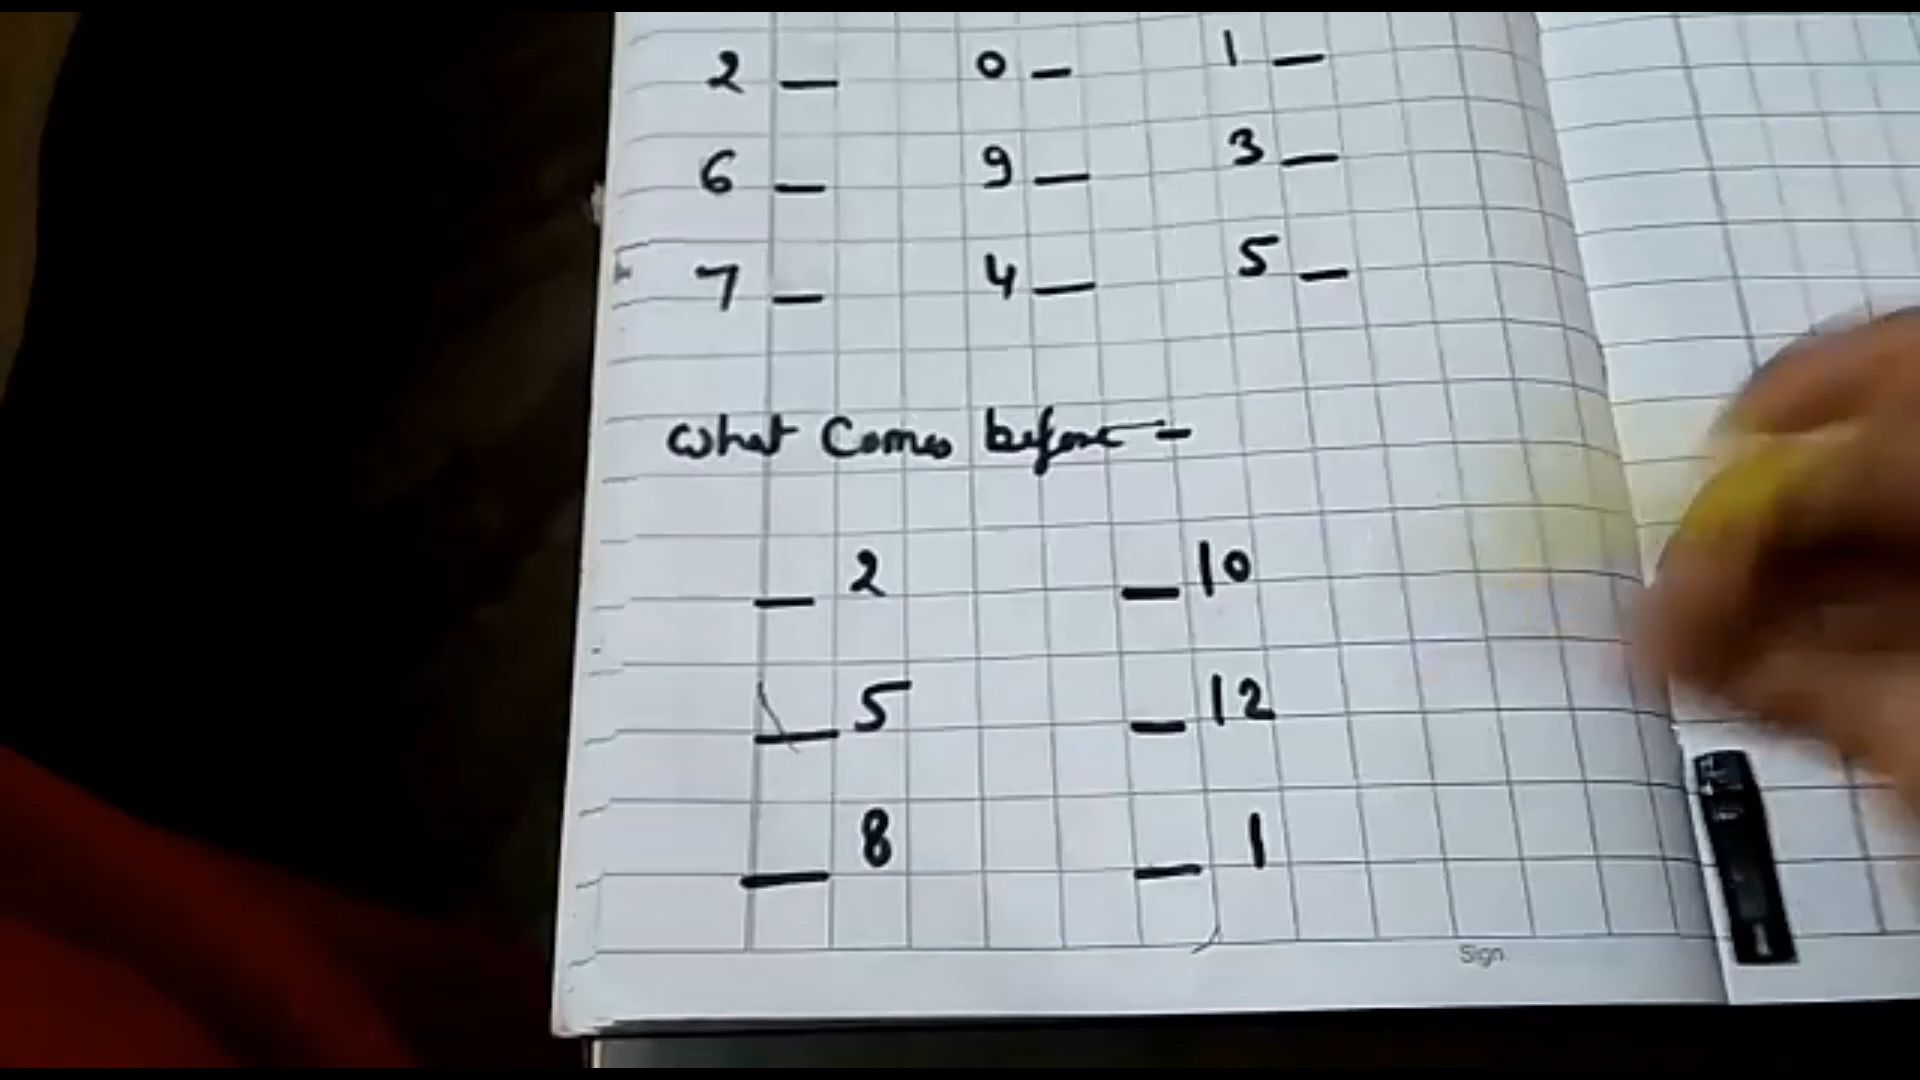 2 _ 0 _ 1 _
6 _ 9 _ 3 _
7 _ 4 _ 5 _
What Comes before -
_ 2 _ 10
_ 5 _ 12
_ 8 _ 1
Sign